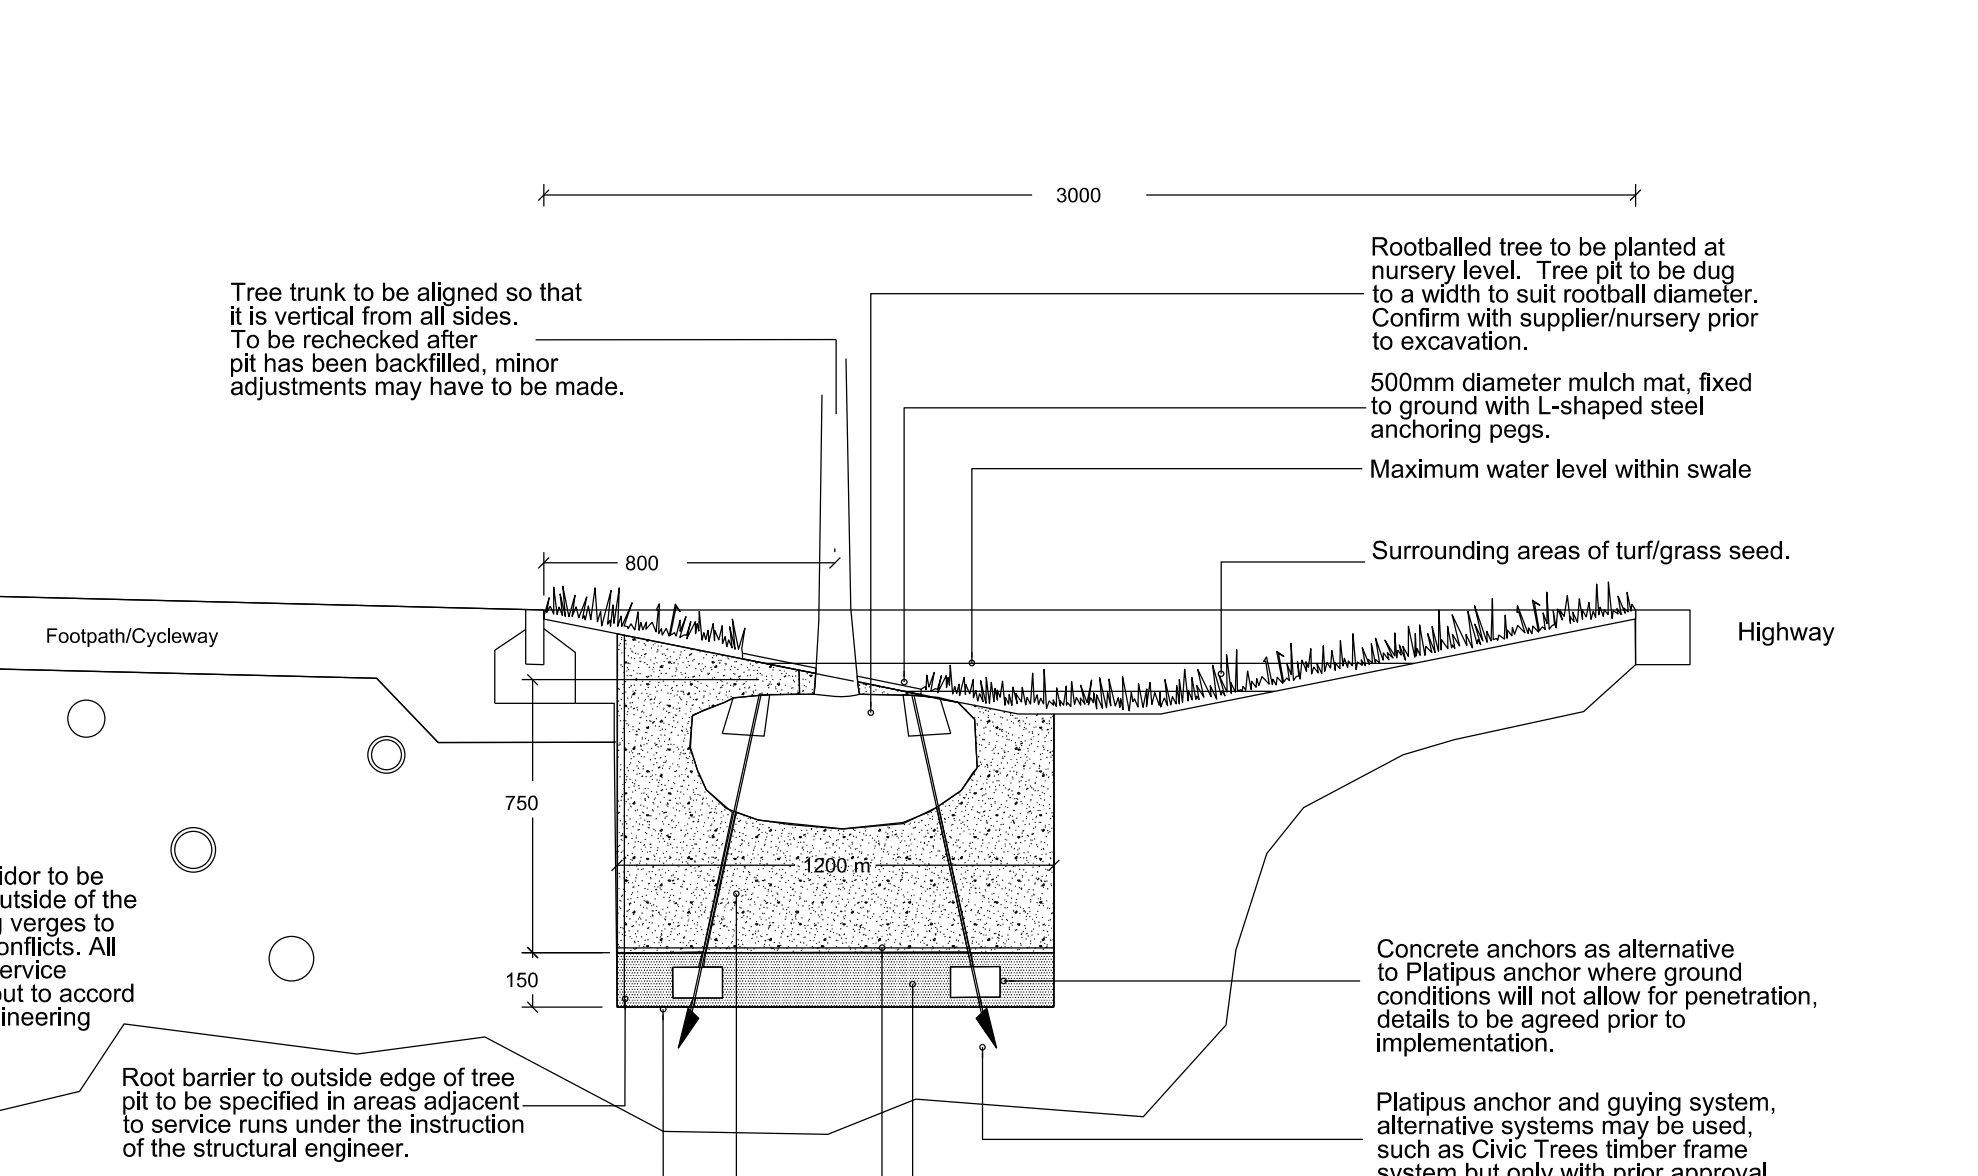 3000
Rootballed tree to be planted at
nursery level.  Tree pit to be dug
to a width to suit rootball diameter.
Confirm with supplier/nursery prior
to excavation.
Tree trunk to be aligned so that
it is vertical from all sides.
To be rechecked after
pit has been backfilled, minor
adjustments may have to be made.
500mm diameter mulch mat, fixed
to ground with L-shaped steel
anchoring pegs.
Maximum water level within swale
Surrounding areas of turf/grass seed.
800
Footpath/Cycleway
Highway
750
1200 m
150
idor to be
utside of the
g verges to
onflicts. All
ervice
out to accord
ineering
Concrete anchors as alternative
to Platipus anchor where ground
conditions will not allow for penetration,
details to be agreed prior to
implementation.
Root barrier to outside edge of tree
pit to be specified in areas adjacent
to service runs under the instruction
of the structural engineer.
Platipus anchor and guying system,
alternative systems may be used,
such as Civic Trees timber frame
system but only with prior approval